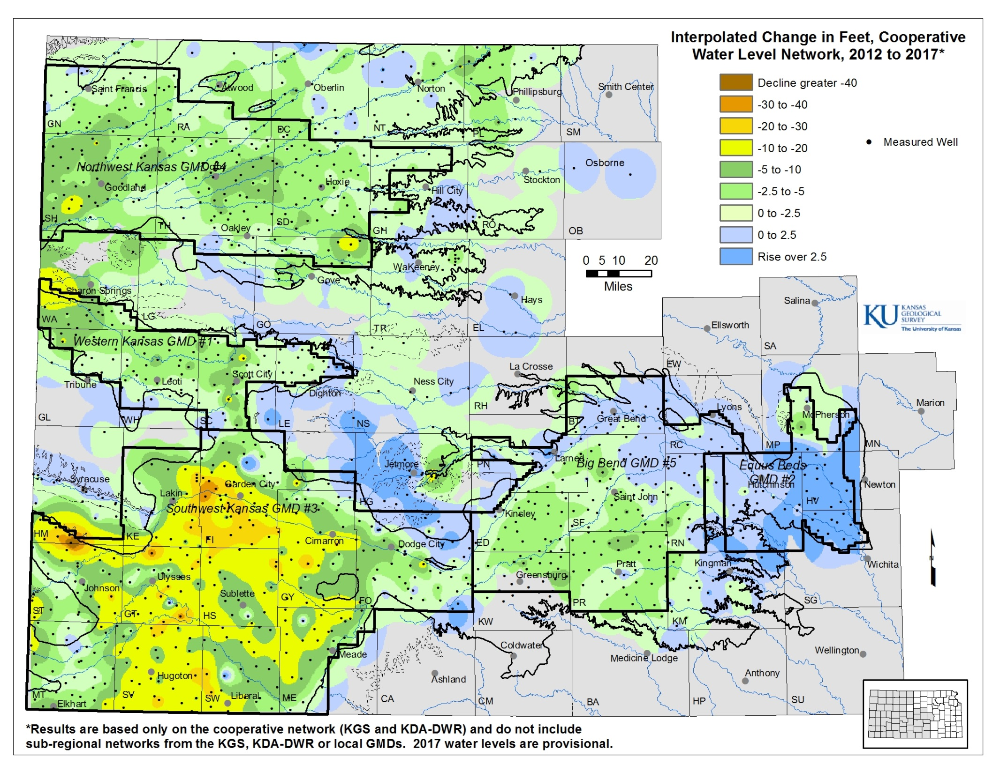 Interpolated Change in Feet, Cooperative
Water Level Network, 2012 to 2017*
Decline greater -40
-30 to -40
-20 to -30
-10 to -20
-5 to -10
-2.5 to -5
0 to -2.5
0 to 2.5
Rise over 2.5
Measured Well
0 5 10 20
Miles
KU KANSAS
GEOLOGICAL
SURVEY
The University of Kansas
Saint Francis
Atwood
Oberlin
Norton
Phillipsburg
Smith Center
CN
RA
DC
NT
PL
SM
Northwest Kansas GMD #4
Colby
Goodland
Hoxie
Hill City
Stockton
Osborne
SH
TH
Oakley
SD
GH
RO
OB
WaKeeney
Gove
Sharon Springs
Hays
WA
LG
GO
TR
EL
Salina
Ellsworth
SA
Western Kansas GMD #1
Tribune
Leoti
Scott City
Dighton
Ness City
La Crosse
EW
RH
GL
WH
SC
LE
NS
BT
Great Bend
Lyons
McPherson
Marion
RC
MP
MN
Syracuse
Lakin
Garden City
Jetmore
PN
Larned
Big Bend GMD #5
Equus Beds
GMD #2
Hutchinson
Newton
Southwest Kansas GMD #3
HG
Saint John
HV
Kinsley
SF
HM
KE
FI
Cimarron
Dodge City
ED
RN
Kingman
Wichita
Johnson
Ulysses
Sublette
Greensburg
Pratt
ST
GT
HS
GY
FO
PR
SG
KW
KM
Meade
Coldwater
Medicine Lodge
Wellington
Hugoton
Ashland
Anthony
MT
Elkhart
SV
SW
Liberal
ME
CA
CM
BA
HP
SU
N
*Results are based only on the cooperative network (KGS and KDA-DWR) and do not include
sub-regional networks from the KGS, KDA-DWR or local GMDs. 2017 water levels are provisional.